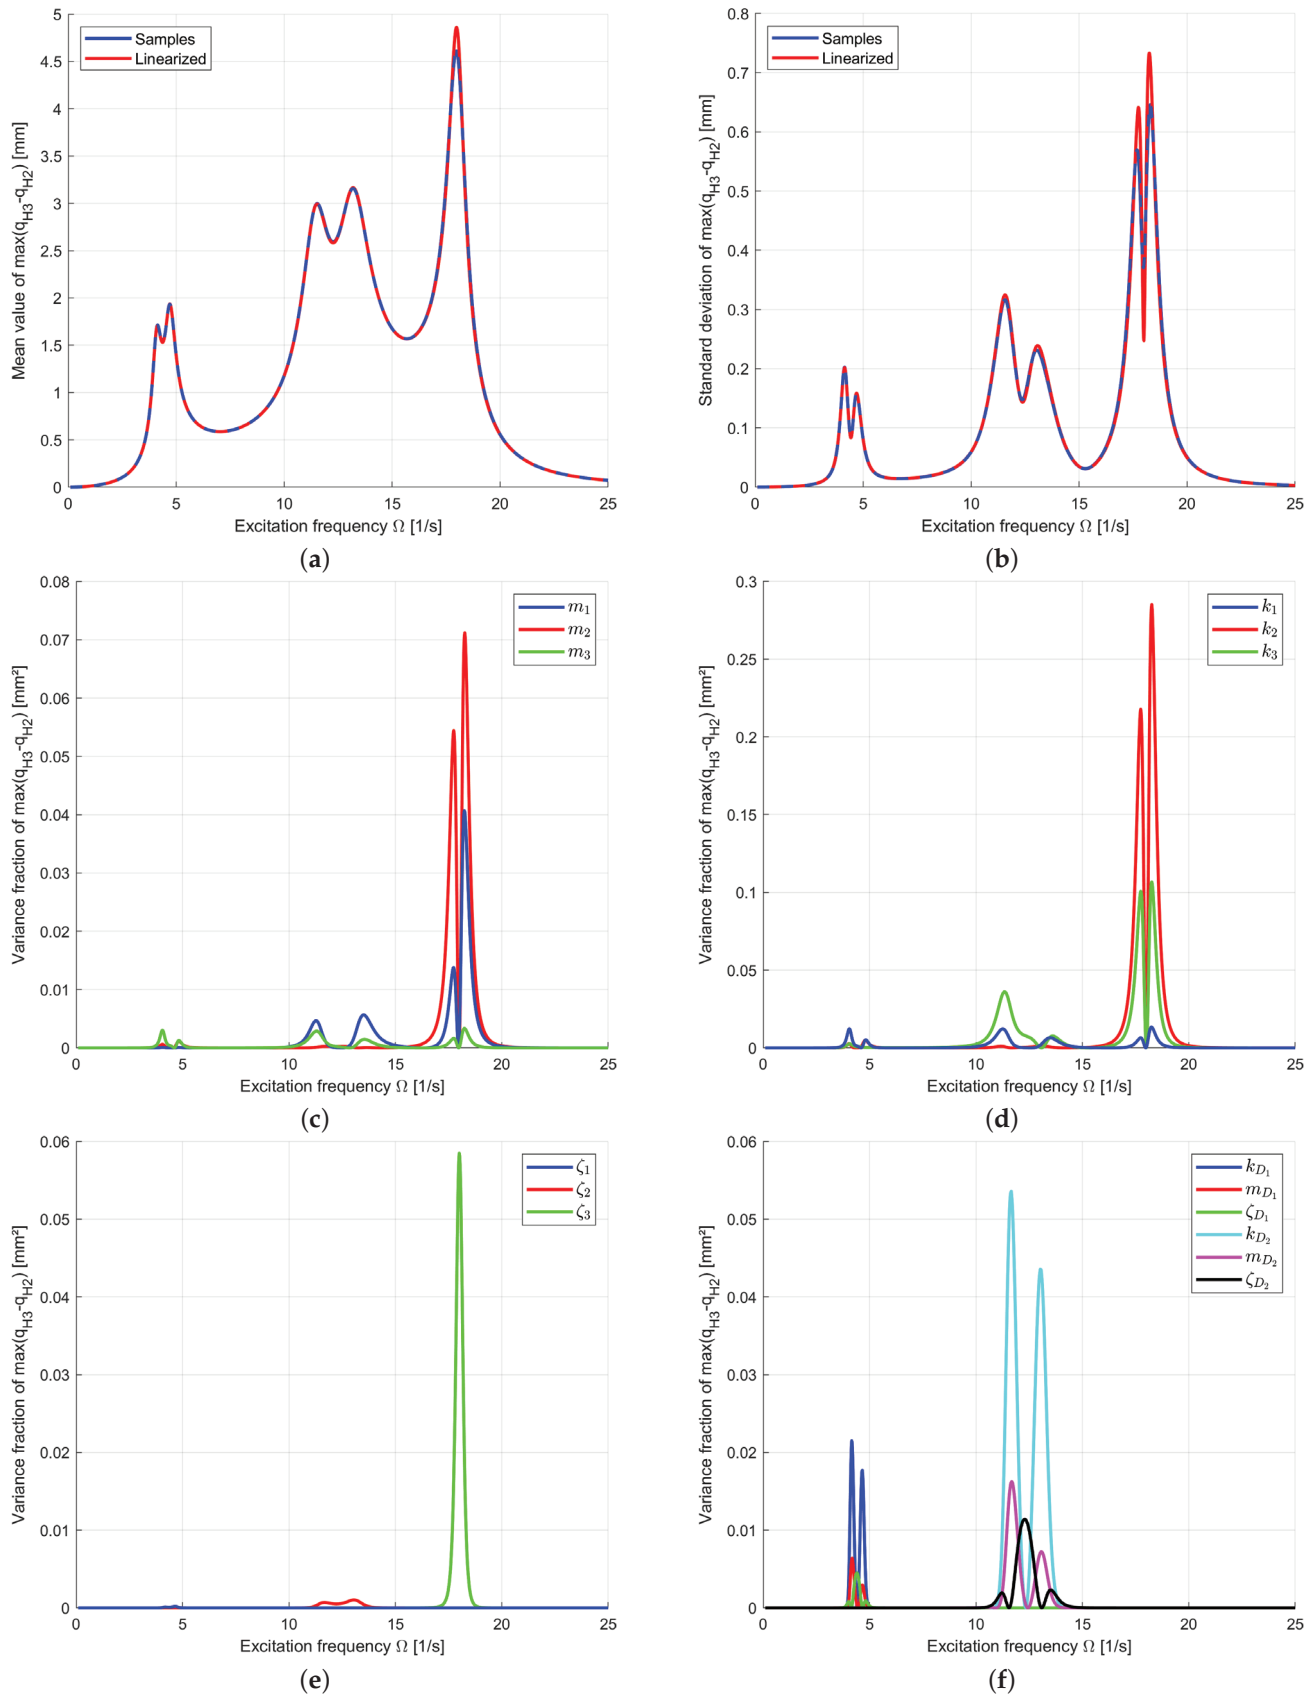 Mean value of max(qH3-qH2) [mm]
5
4.5
4
3.5
3
2.5
2
1.5
1
0.5
0
0 5 10 15 20 25
Samples
Linearized
Excitation frequency Ω [1/s]
(a)
Standard deviation of max(qH3-qH2) [mm]
0.8
0.7
0.6
0.5
0.4
0.3
0.2
0.1
0
0 5 10 15 20 25
Samples
Linearized
Excitation frequency Ω [1/s]
(b)
Variance fraction of max(qH3-qH2) [mm²]
0.08
0.07
0.06
0.05
0.04
0.03
0.02
0.01
0
0 5 10 15 20 25
m1
m2
m3
Excitation frequency Ω [1/s]
(c)
Variance fraction of max(qH3-qH2) [mm²]
0.3
0.25
0.2
0.15
0.1
0.05
0
0 5 10 15 20 25
k1
k2
k3
Excitation frequency Ω [1/s]
(d)
Variance fraction of max(qH3-qH2) [mm²]
0.06
0.05
0.04
0.03
0.02
0.01
0
0 5 10 15 20 25
ζ1
ζ2
ζ3
Excitation frequency Ω [1/s]
(e)
Variance fraction of max(qH3-qH2) [mm²]
0.06
0.05
0.04
0.03
0.02
0.01
0
0 5 10 15 20 25
kD1
mD1
ζD1
kD2
mD2
ζD2
Excitation frequency Ω [1/s]
(f)